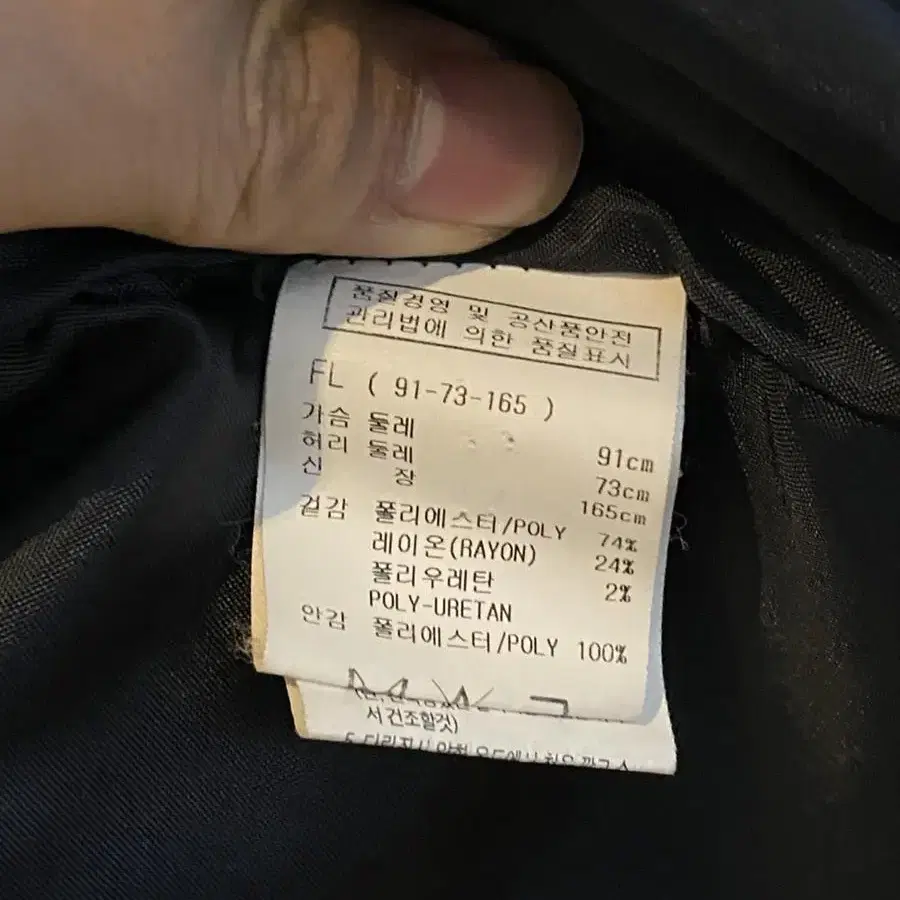 품질경영 및 공산품안전
관리법에 의한 품질표시
FL ( 91-73-165 )
가슴 둘레 91cm
허리 둘레 73cm
신 장 165cm
겉감 폴리에스터/POLY 74%
레이온(RAYON) 24%
폴리우레탄 2%
POLY-URETAN
안감 폴리에스터/POLY 100%
서 건조할것)